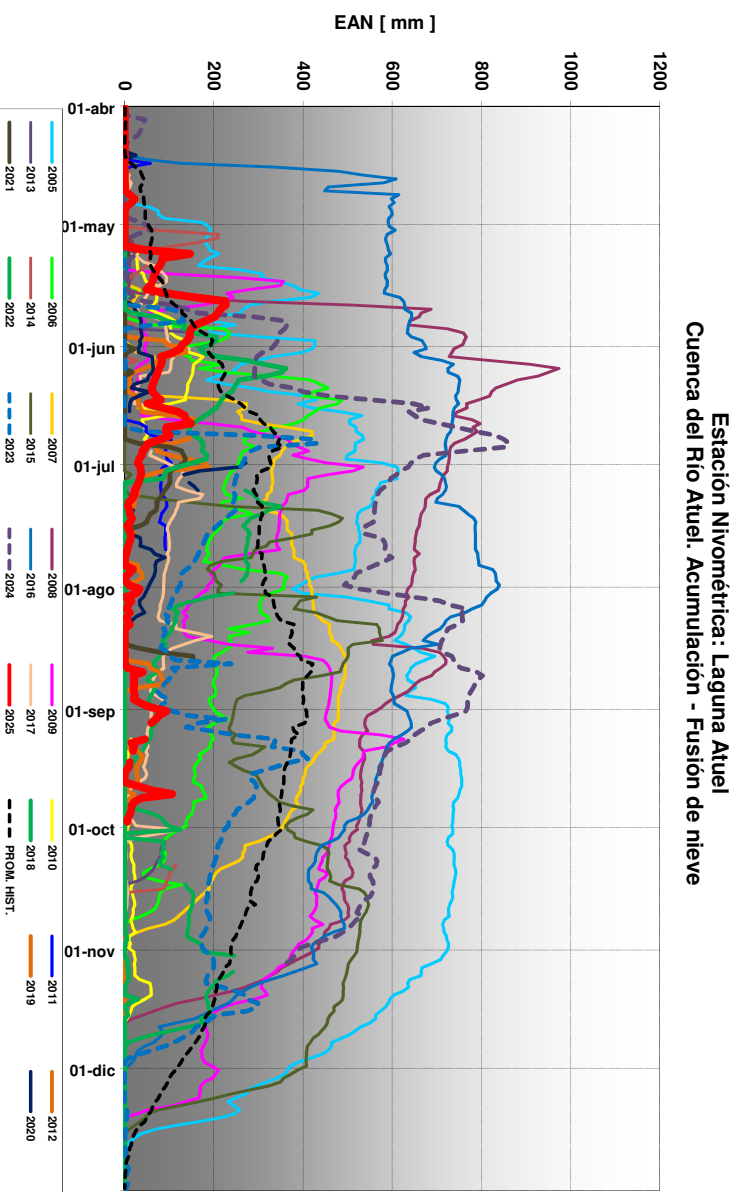 Estación Nivométrica: Laguna Atuel
Cuenca del Río Atuel. Acumulación - Fusión de nieve
EAN [ mm ]
1200
1000
800
600
400
200
0
01-abr
01-may
01-jun
01-jul
01-ago
01-sep
01-oct
01-nov
01-dic
2005 2006 2007 2008 2009 2010 2011 2012
2013 2014 2015 2016 2017 2018 2019 2020
2021 2022 2023 2024 2025 PROM. HIST.